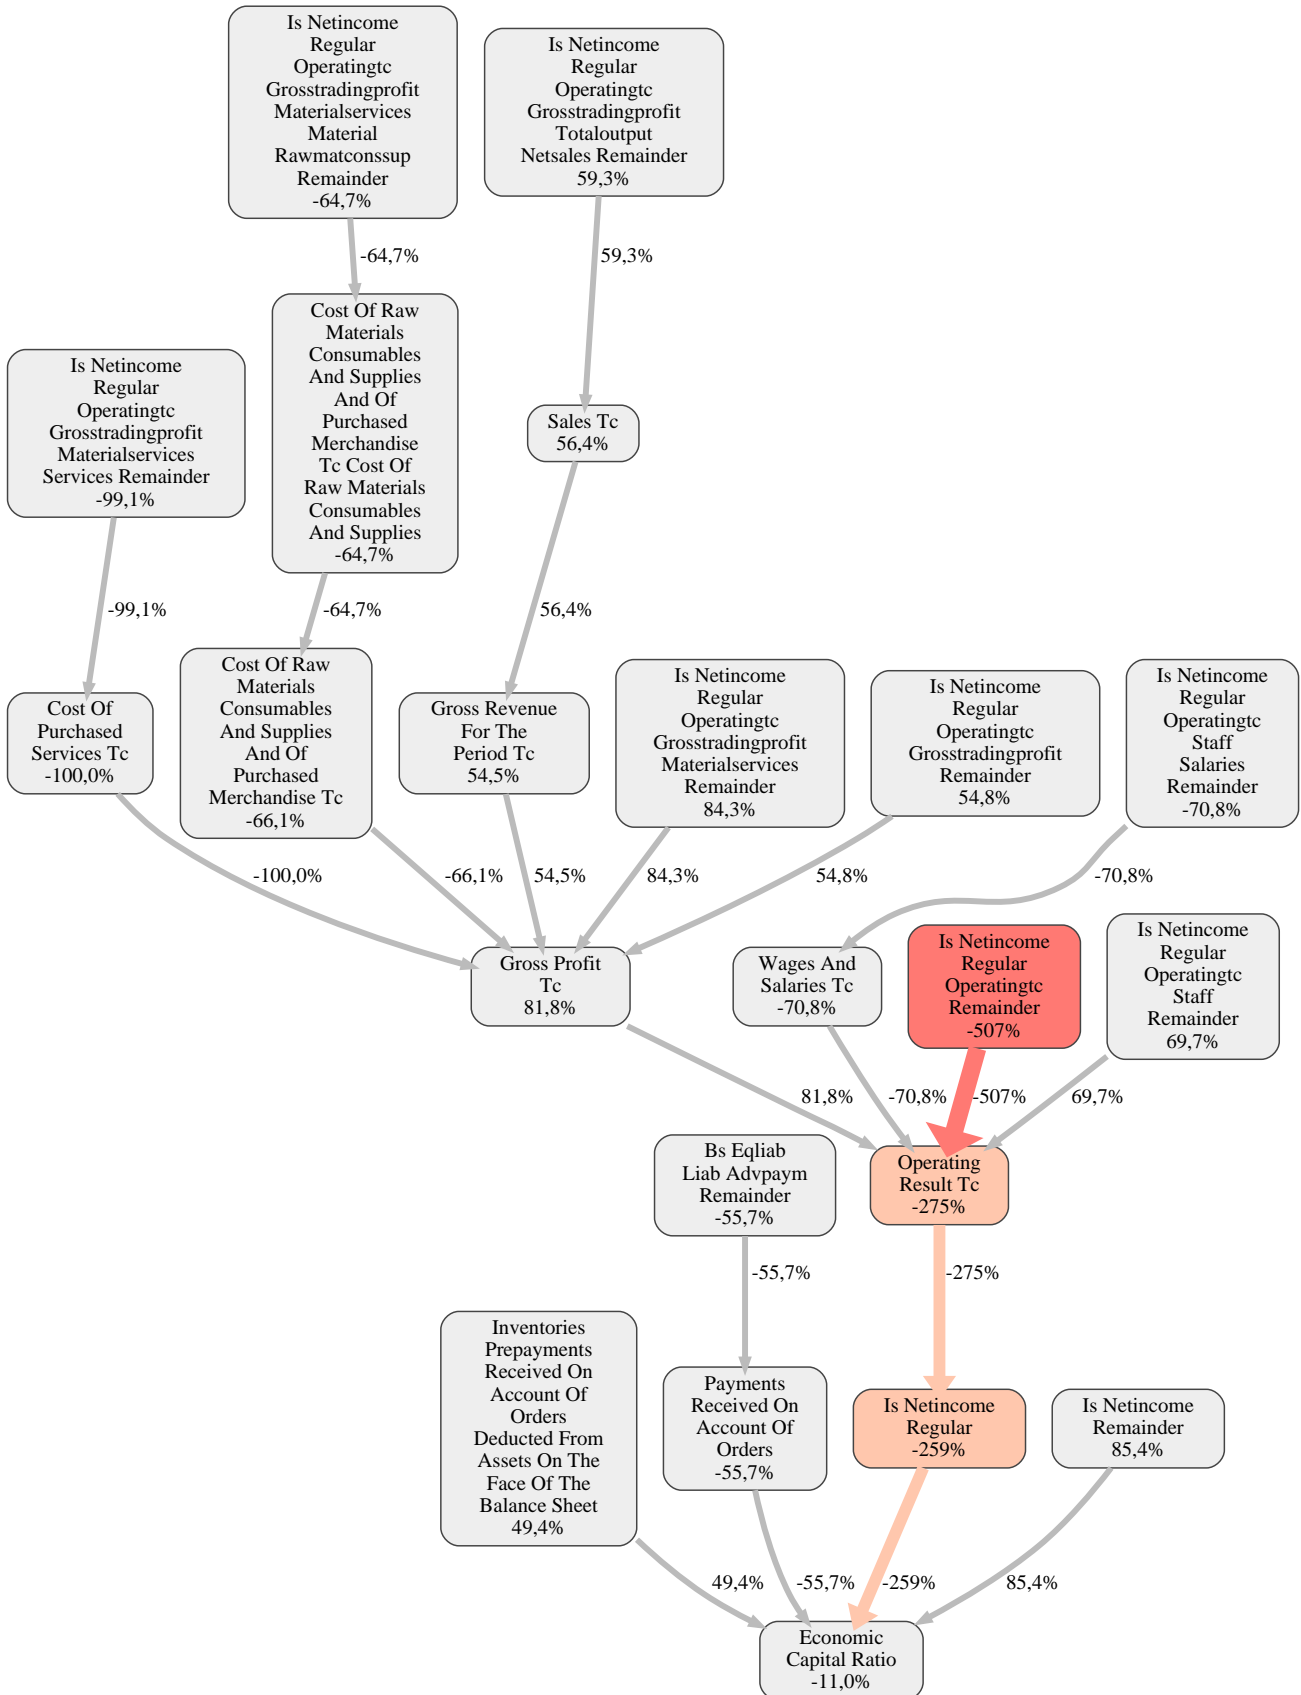 Is Netincome
Regular
Operatingtc
Grosstradingprofit
Materialservices
Material
Rawmatconssup
Remainder
-64,7%
Is Netincome
Regular
Operatingtc
Grosstradingprofit
Totaloutput
Netsales Remainder
59,3%
-64,7%
59,3%
Cost Of Raw
Materials
Consumables
And Supplies
And Of
Purchased
Merchandise
Tc Cost Of
Raw Materials
Consumables
And Supplies
-64,7%
Is Netincome
Regular
Operatingtc
Grosstradingprofit
Materialservices
Services Remainder
-99,1%
Sales Tc
56,4%
-99,1%
-64,7%
56,4%
Cost Of
Purchased
Services Tc
-100,0%
Cost Of Raw
Materials
Consumables
And Supplies
And Of
Purchased
Merchandise Tc
-66,1%
Gross Revenue
For The
Period Tc
54,5%
Is Netincome
Regular
Operatingtc
Grosstradingprofit
Materialservices
Remainder
84,3%
Is Netincome
Regular
Operatingtc
Grosstradingprofit
Remainder
54,8%
Is Netincome
Regular
Operatingtc
Staff
Salaries
Remainder
-70,8%
-100,0%
-66,1%
54,5%
84,3%
54,8%
-70,8%
Gross Profit
Tc
81,8%
Wages And
Salaries Tc
-70,8%
Is Netincome
Regular
Operatingtc
Remainder
-507%
Is Netincome
Regular
Operatingtc
Staff
Remainder
69,7%
81,8%
-70,8%
-507%
69,7%
Bs Eqliab
Liab Advpaym
Remainder
-55,7%
Operating
Result Tc
-275%
-55,7%
-275%
Inventories
Prepayments
Received On
Account Of
Orders
Deducted From
Assets On The
Face Of The
Balance Sheet
49,4%
Payments
Received On
Account Of
Orders
-55,7%
Is Netincome
Regular
-259%
Is Netincome
Remainder
85,4%
49,4%
-55,7%
-259%
85,4%
Economic
Capital Ratio
-11,0%